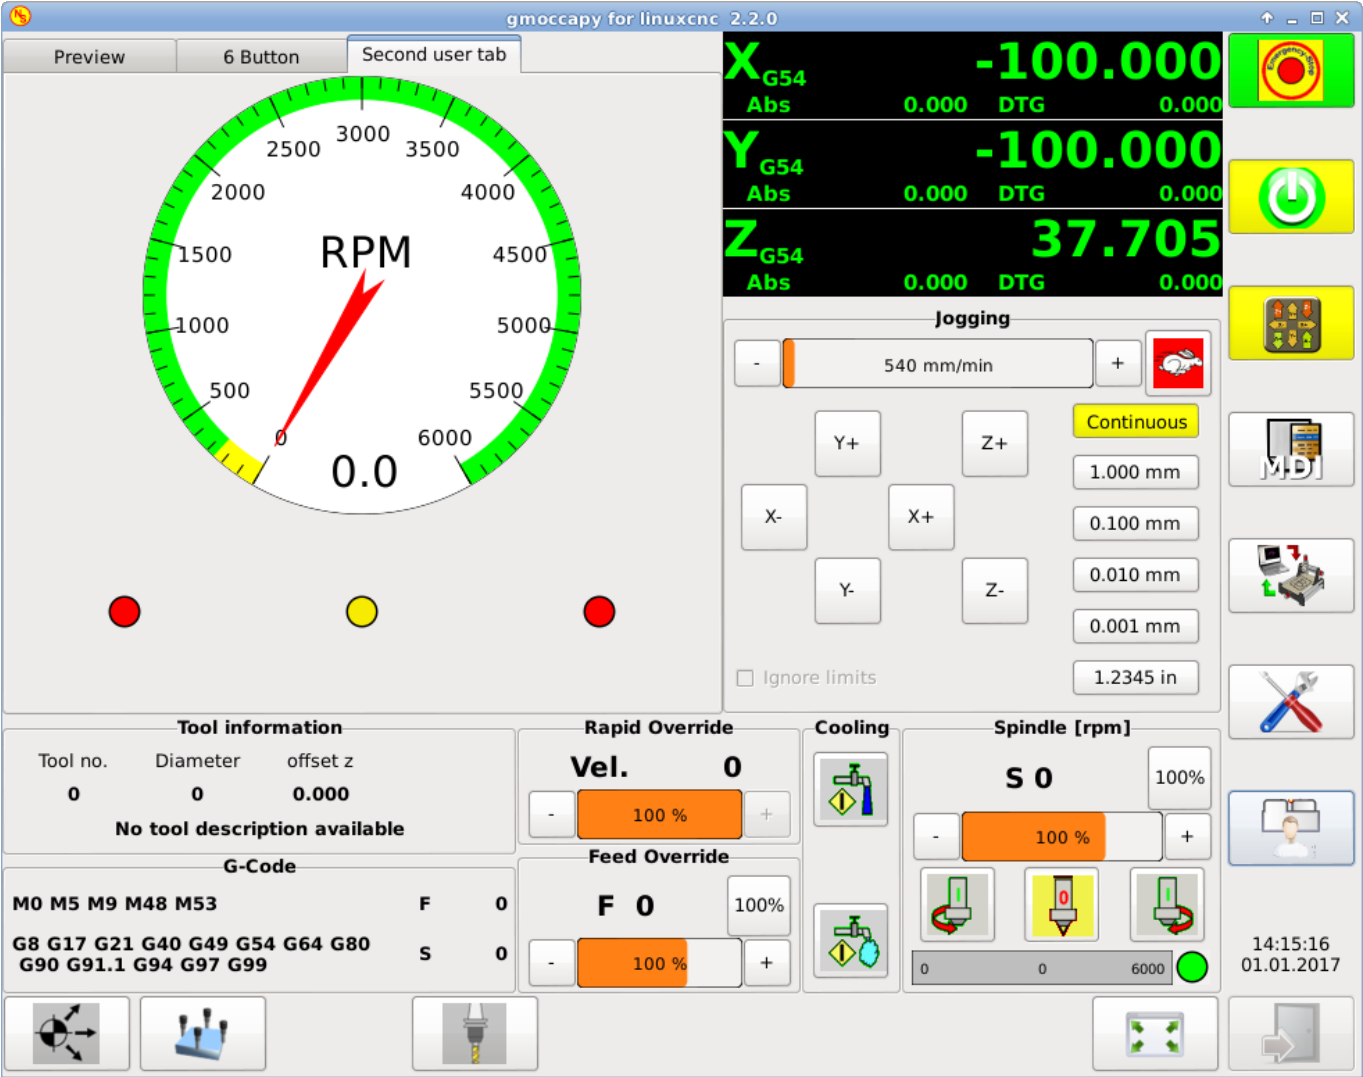 gmoccapy for linuxcnc 2.2.0
Preview 6 Button Second user tab
3000
2500 3500
2000 4000
RPM
1500 4500
1000 5000
500 5500
0 6000
0.0
X G54 -100.000
Abs 0.000 DTG 0.000
Y G54 -100.000
Abs 0.000 DTG 0.000
Z G54 37.705
Abs 0.000 DTG 0.000
Emergency-Stop
Jogging
- 540 mm/min +
Continuous
Y+ Z+
1.000 mm
X- X+
0.100 mm
0.010 mm
Y- Z-
0.001 mm
Ignore limits 1.2345 in
MDI
Tool information
Tool no. Diameter offset z
0 0 0.000
No tool description available
G-Code
M0 M5 M9 M48 M53 F 0
G8 G17 G21 G40 G49 G54 G64 G80
G90 G91.1 G94 G97 G99
S 0
Rapid Override
Vel. 0
- 100 % +
Feed Override
F 0 100%
- 100 % +
Cooling
Spindle [rpm]
S 0 100%
- 100 % +
I 0 I
0 0 6000
14:15:16
01.01.2017